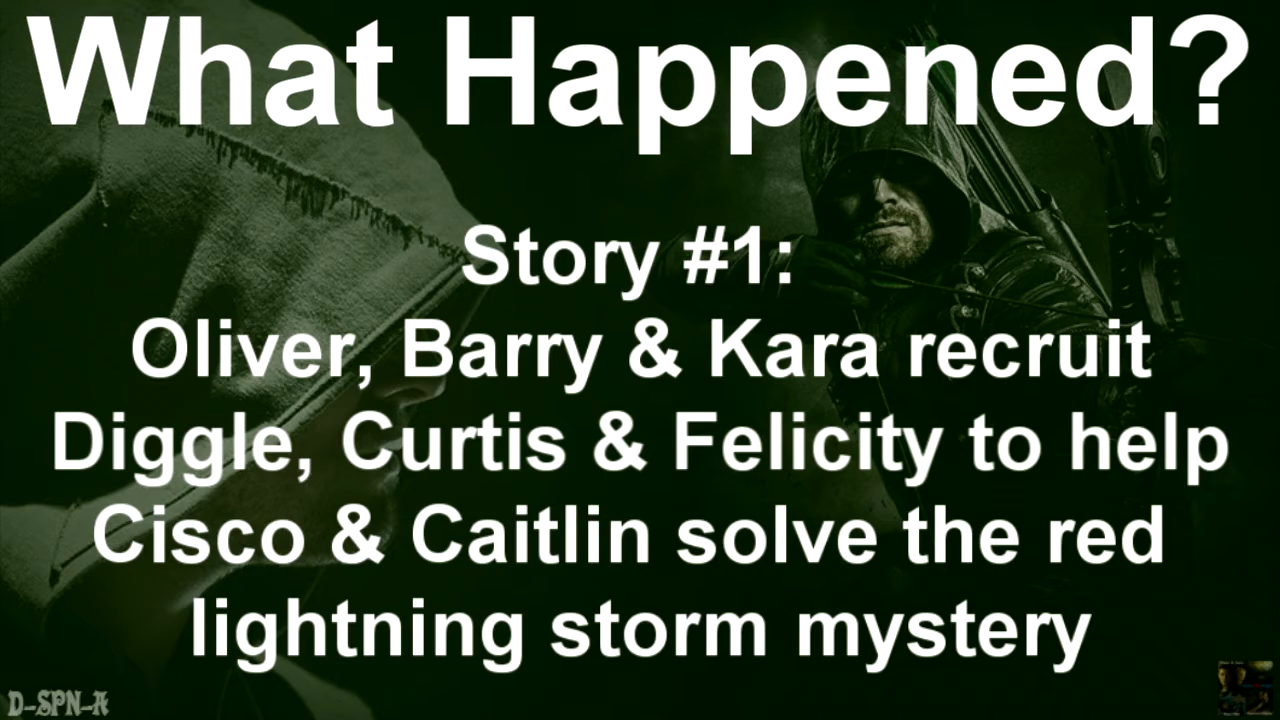 What Happened?
Story #1:
Oliver, Barry & Kara recruit
Diggle, Curtis & Felicity to help
Cisco & Caitlin solve the red
lightning storm mystery
D-SPN-A